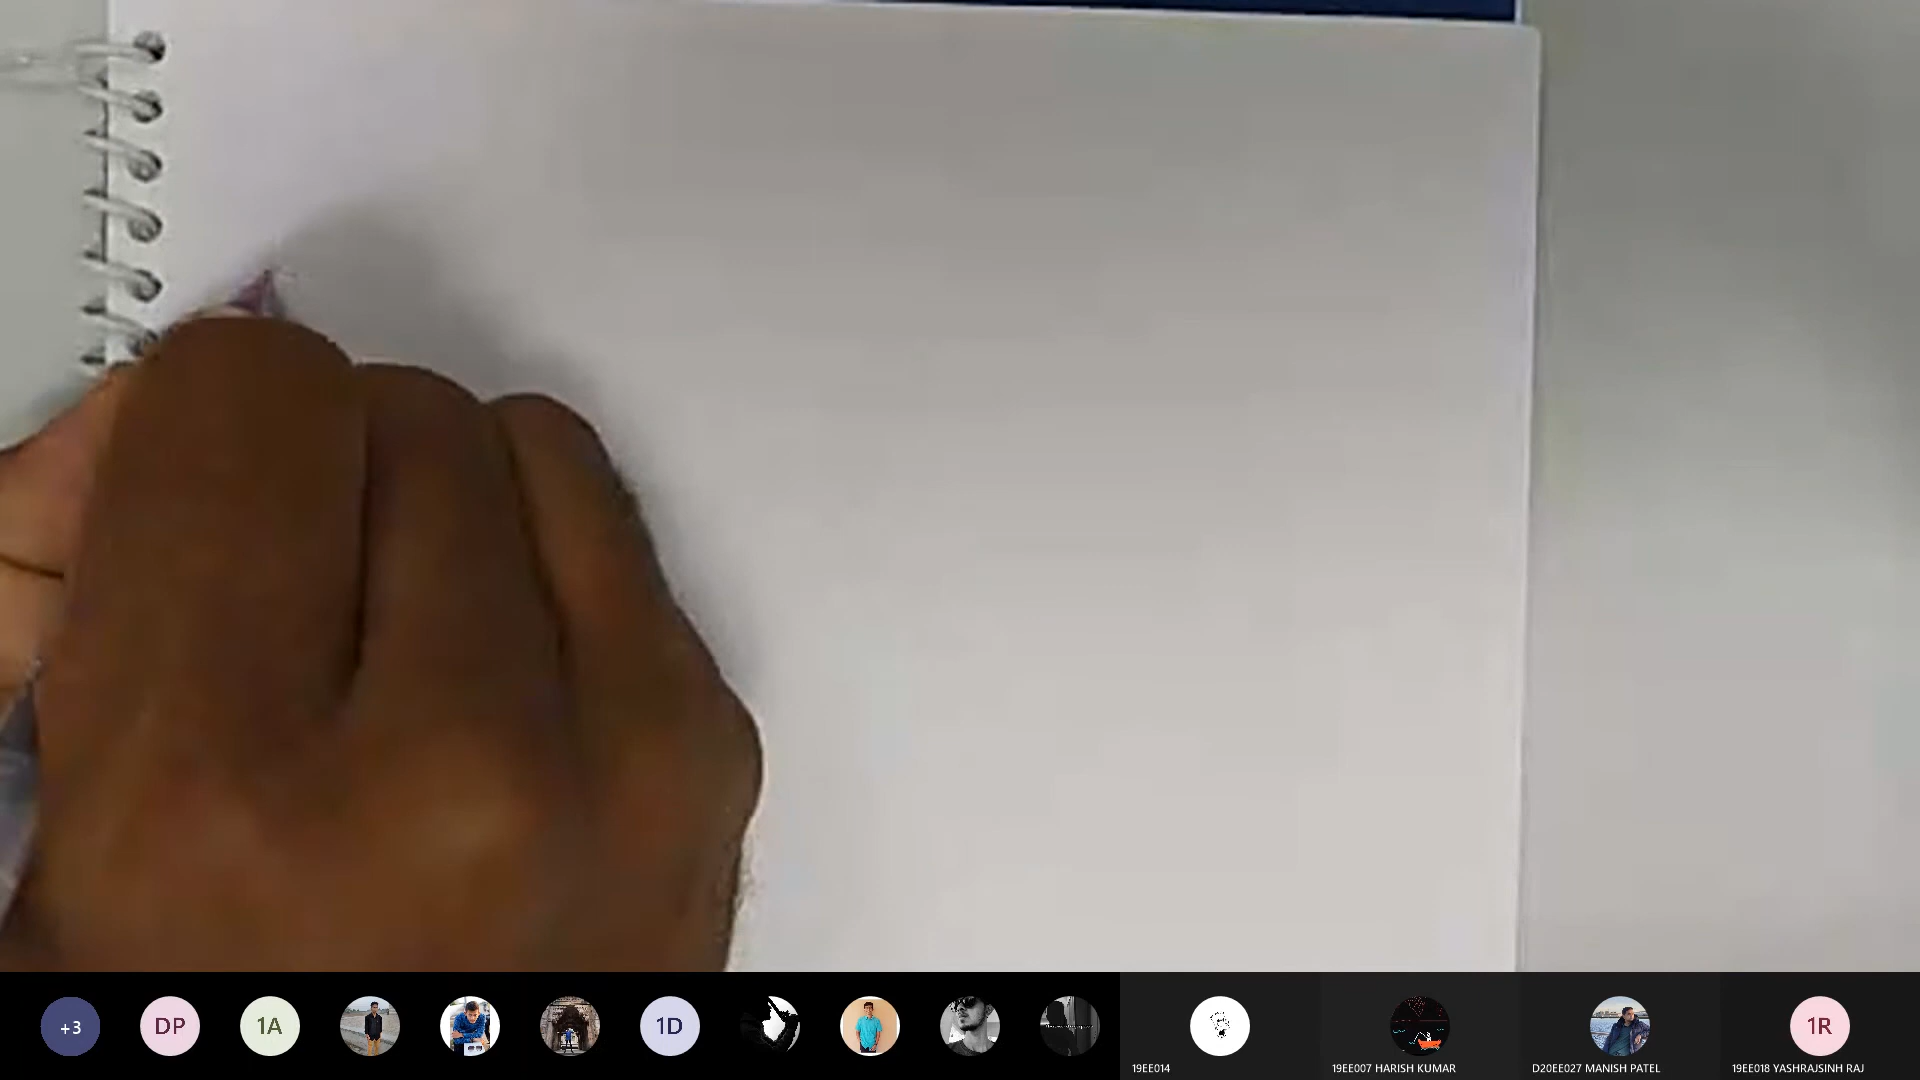 +3
DP
1A
1D
1R
19EE014
19EE007 HARISH KUMAR
D20EE027 MANISH PATEL
19EE018 YASHRAJSINH RAJ